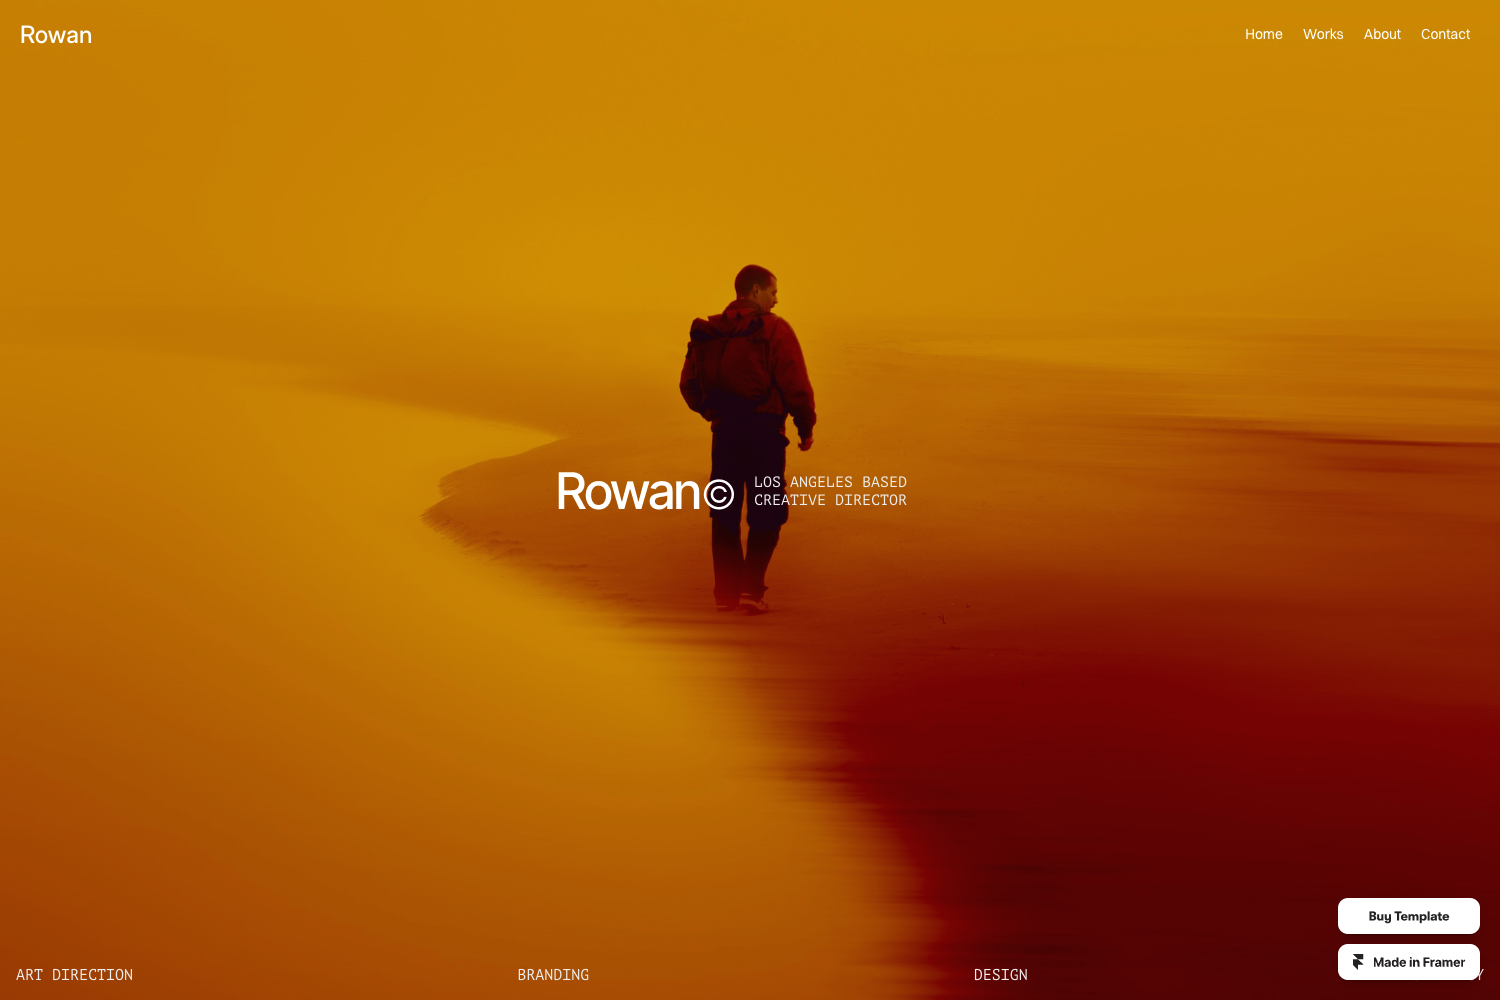 Rowan
Home
Works
About
Contact
Rowan©
LOS ANGELES BASED
CREATIVE DIRECTOR
Buy Template
Made in Framer
ART DIRECTION
BRANDING
DESIGN